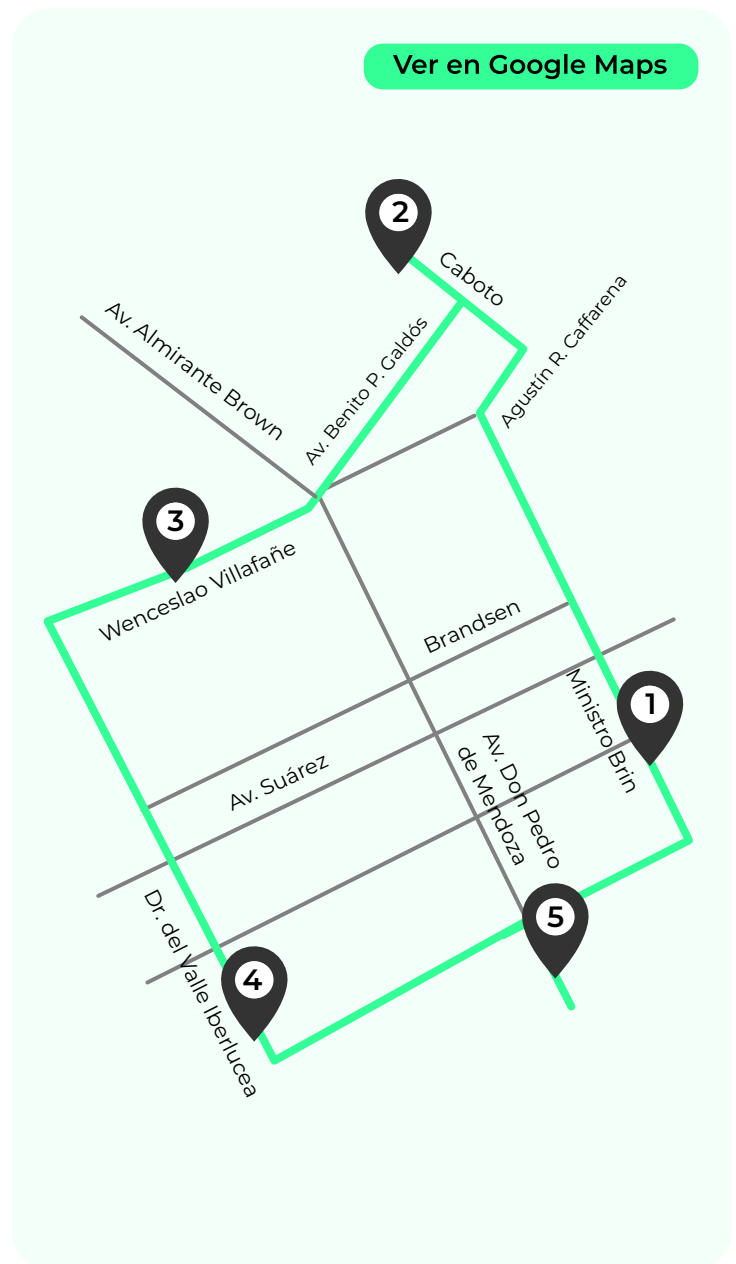 Ver en Google Maps
2
Caboto
Agustín R. Caffarena
Av. Almirante Brown
Av. Benito P. Galdós
3
Wenceslao Villafañe
Brandsen
1
Ministro Brin
Av. Suárez
Av. Don Pedro
de Mendoza
5
Dr. del Valle Iberlucea
4